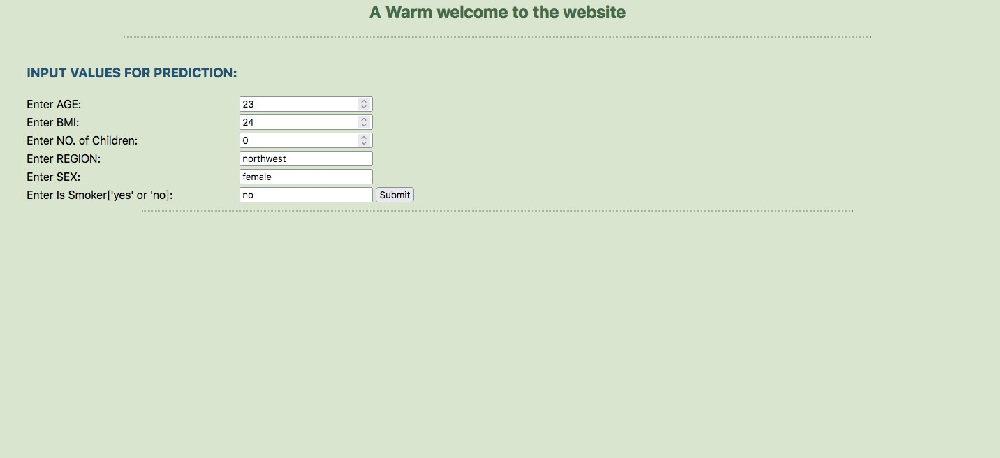 A Warm welcome to the website
INPUT VALUES FOR PREDICTION:
Enter AGE: 23
Enter BMI: 24
Enter NO. of Children: 0
Enter REGION: northwest
Enter SEX: female
Enter Is Smoker['yes' or 'no]: no Submit